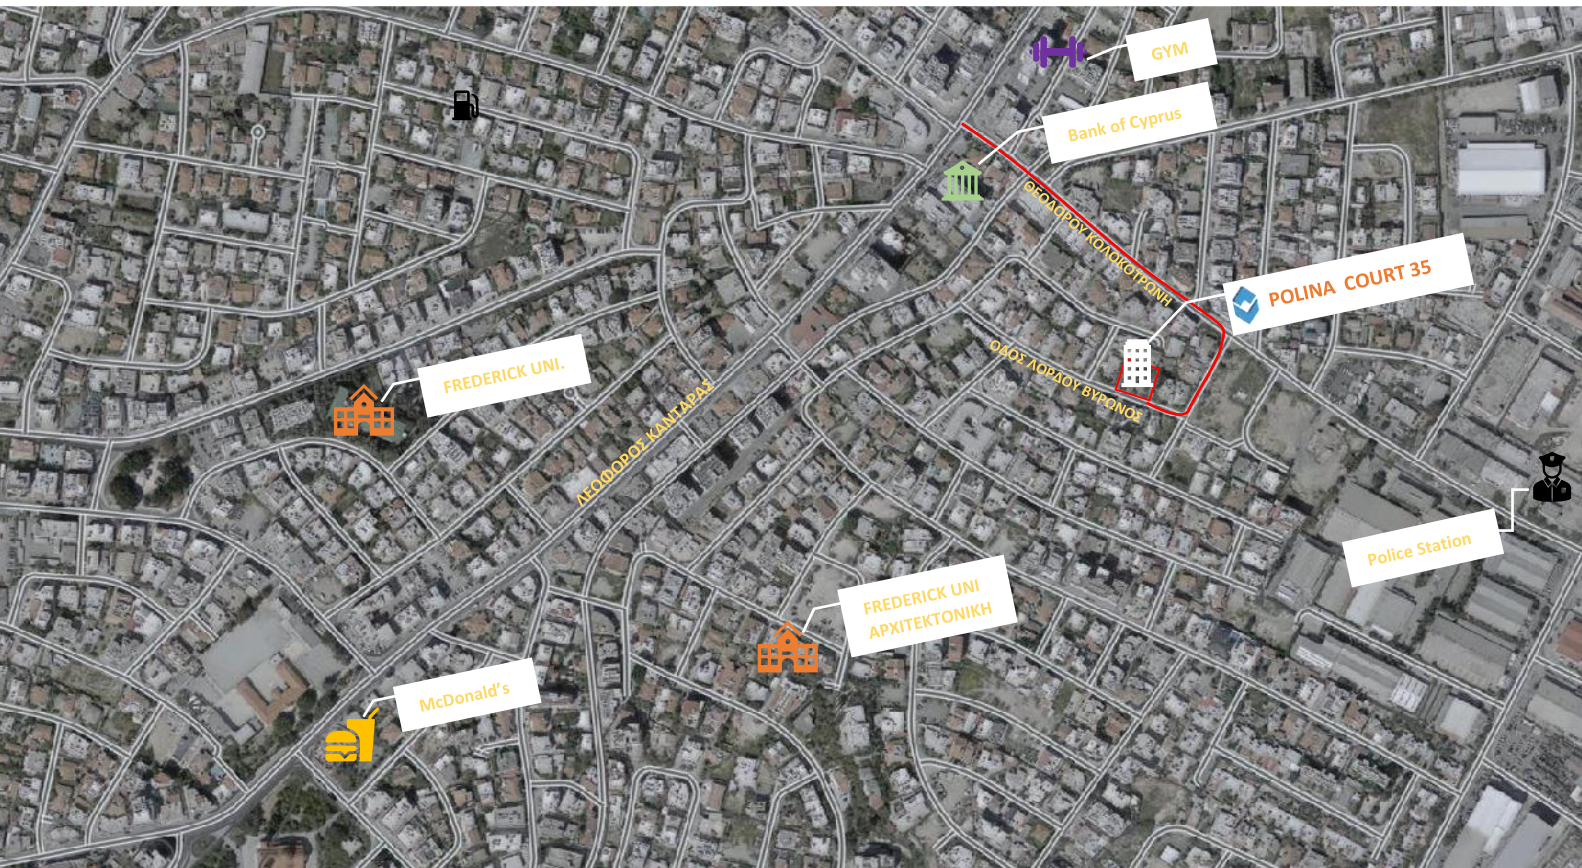 GYM
Bank of Cyprus
ΘΕΟΔΩΡΟΥ ΚΟΛΟΚΟΤΡΩΝΗ
POLINA COURT 35
ΟΔΟΣ ΛΟΡΔΟΥ ΒΥΡΩΝΟΣ
FREDERICK UNI.
ΛΕΩΦΟΡΟΣ ΚΑΝΤΑΡΑΣ
Police Station
FREDERICK UNI
ΑΡΧΙΤΕΚΤΟΝΙΚΗ
McDonald's